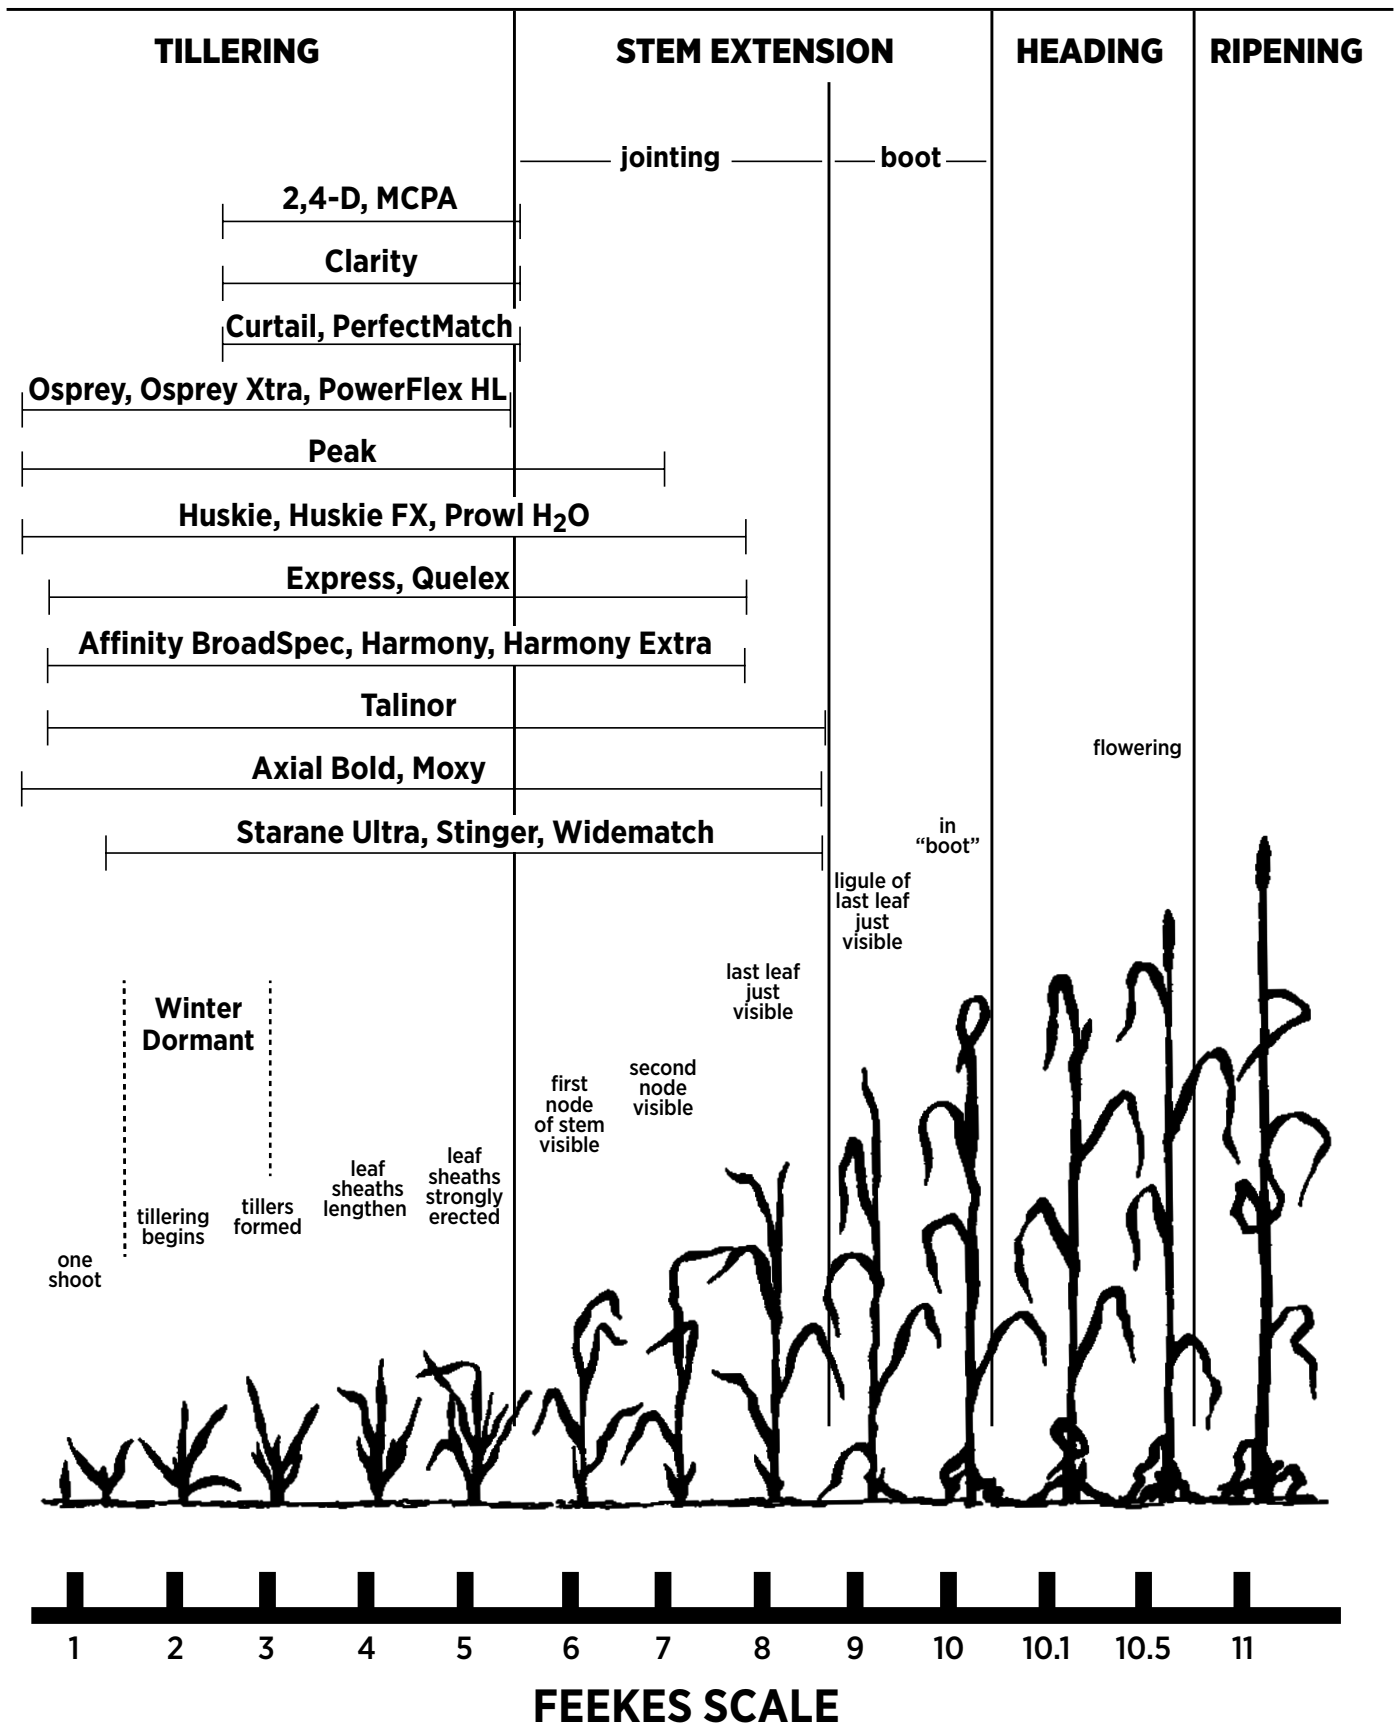 TILLERING
STEM EXTENSION
HEADING
RIPENING
jointing
boot
2,4-D, MCPA
Clarity
Curtail, PerfectMatch
Osprey, Osprey Xtra, PowerFlex HL
Peak
Huskie, Huskie FX, Prowl H₂O
Express, Quelex
Affinity BroadSpec, Harmony, Harmony Extra
Talinor
Axial Bold, Moxy
Starane Ultra, Stinger, Widematch
Winter
Dormant
one
shoot
tillering
begins
tillers
formed
leaf
sheaths
lengthen
leaf
sheaths
strongly
erected
first
node
of stem
visible
second
node
visible
last leaf
just
visible
ligule of
last leaf
just
visible
in
“boot”
flowering
1 2 3 4 5 6 7 8 9 10 10.1 10.5 11
FEEKES SCALE